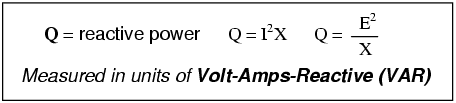 Q = reactive power Q = I²X Q = E²/X
Measured in units of Volt-Amps-Reactive (VAR)